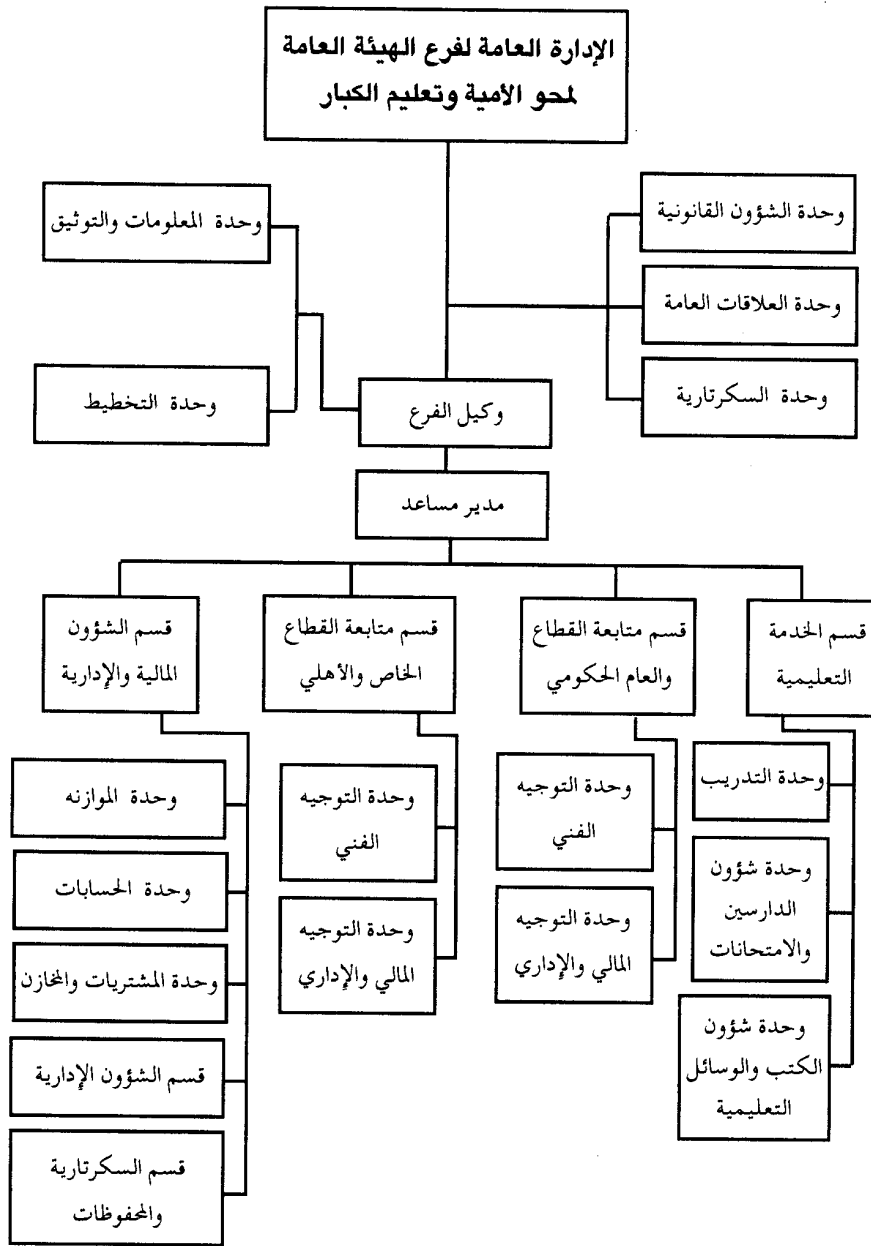 الإدارة العامة لفرع الهيئة العامة
لمحو الأمية وتعليم الكبار
وحدة الشؤون القانونية
وحدة المعلومات والتوثيق
وحدة العلاقات العامة
وحدة السكرتارية
وحدة التخطيط
وكيل الفرع
مدير مساعد
قسم الخدمة
التعليمية
قسم متابعة القطاع
والعام الحكومي
قسم متابعة القطاع
الخاص والأهلي
قسم الشؤون
المالية والإدارية
وحدة التدريب
وحدة شؤون
الدارسين
والامتحانات
وحدة شؤون
الكتب والوسائل
التعليمية
وحدة التوجيه
الفني
وحدة التوجيه
المالي والإداري
وحدة التوجيه
الفني
وحدة التوجيه
المالي والإداري
وحدة الموازنه
وحدة الحسابات
وحدة المشتريات والمخازن
قسم الشؤون الإدارية
قسم السكرتارية
والمحفوظات